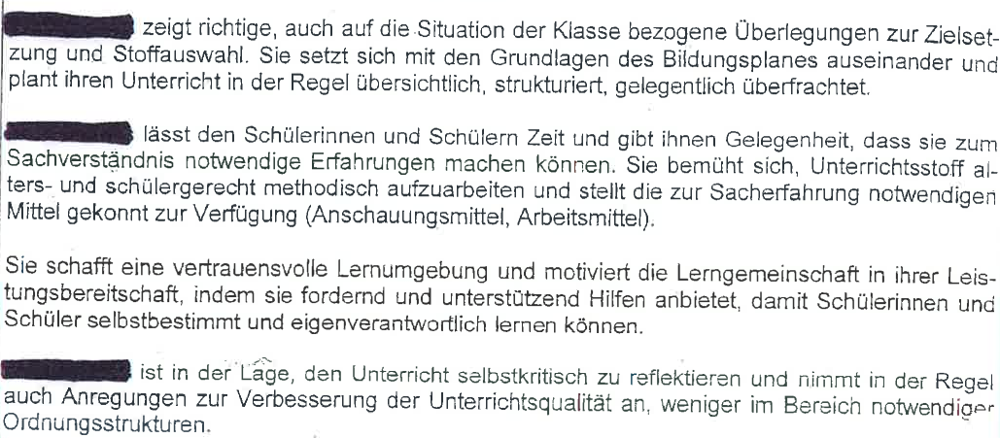 zeigt richtige, auch auf die Situation der Klasse bezogene Überlegungen zur Zielset-
zung und Stoffauswahl. Sie setzt sich mit den Grundlagen des Bildungsplanes auseinander und
plant ihren Unterricht in der Regel übersichtlich, strukturiert, gelegentlich überfrachtet.
lässt den Schülerinnen und Schülern Zeit und gibt ihnen Gelegenheit, dass sie zum
Sachverständnis notwendige Erfahrungen machen können. Sie bemüht sich, Unterrichtsstoff al-
ters- und schülergerecht methodisch aufzuarbeiten und stellt die zur Sacherfahrung notwendigen
Mittel gekonnt zur Verfügung (Anschauungsmittel, Arbeitsmittel).
Sie schafft eine vertrauensvolle Lernumgebung und motiviert die Lerngemeinschaft in ihrer Leis-
tungsbereitschaft, indem sie fordernd und unterstützend Hilfen anbietet, damit Schülerinnen und
Schüler selbstbestimmt und eigenverantwortlich lernen können.
ist in der Lage, den Unterricht selbstkritisch zu reflektieren und nimmt in der Regel
auch Anregungen zur Verbesserung der Unterrichtsqualität an, weniger im Bereich notwendiger
Ordnungsstrukturen.